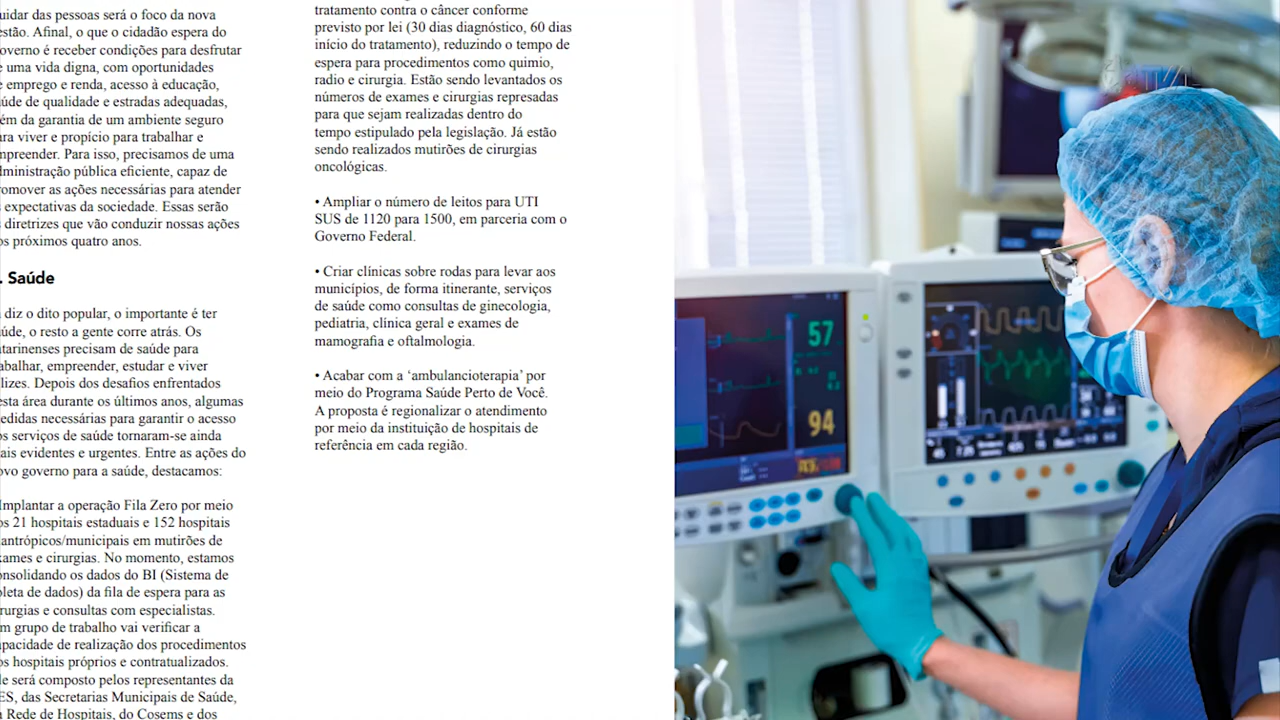 uidar das pessoas será o foco da nova
estão. Afinal, o que o cidadão espera do
overno é receber condições para desfrutar
e uma vida digna, com oportunidades
e emprego e renda, acesso à educação,
aúde de qualidade e estradas adequadas,
ém da garantia de um ambiente seguro
ara viver e propício para trabalhar e
mpreender. Para isso, precisamos de uma
dministração pública eficiente, capaz de
romover as ações necessárias para atender
s expectativas da sociedade. Essas serão
s diretrizes que vão conduzir nossas ações
os próximos quatro anos.
. Saúde
á diz o dito popular, o importante é ter
aúde, o resto a gente corre atrás. Os
atarinenses precisam de saúde para
abalhar, empreender, estudar e viver
elizes. Depois dos desafios enfrentados
esta área durante os últimos anos, algumas
edidas necessárias para garantir o acesso
os serviços de saúde tornaram-se ainda
ais evidentes e urgentes. Entre as ações do
ovo governo para a saúde, destacamos:
Implantar a operação Fila Zero por meio
os 21 hospitais estaduais e 152 hospitais
lantrópicos/municipais em mutirões de
xames e cirurgias. No momento, estamos
onsolidando os dados do BI (Sistema de
oleta de dados) da fila de espera para as
irurgias e consultas com especialistas.
m grupo de trabalho vai verificar a
apacidade de realização dos procedimentos
os hospitais próprios e contratualizados.
le será composto pelos representantes da
ES, das Secretarias Municipais de Saúde,
a Rede de Hospitais, do Cosems e dos
tratamento contra o câncer conforme
previsto por lei (30 dias diagnóstico, 60 dias
início do tratamento), reduzindo o tempo de
espera para procedimentos como quimio,
radio e cirurgia. Estão sendo levantados os
números de exames e cirurgias represadas
para que sejam realizadas dentro do
tempo estipulado pela legislação. Já estão
sendo realizados mutirões de cirurgias
oncológicas.
• Ampliar o número de leitos para UTI
SUS de 1120 para 1500, em parceria com o
Governo Federal.
• Criar clínicas sobre rodas para levar aos
municípios, de forma itinerante, serviços
de saúde como consultas de ginecologia,
pediatria, clínica geral e exames de
mamografia e oftalmologia.
• Acabar com a ‘ambulancioterapia’ por
meio do Programa Saúde Perto de Você.
A proposta é regionalizar o atendimento
por meio da instituição de hospitais de
referência em cada região.
57
94